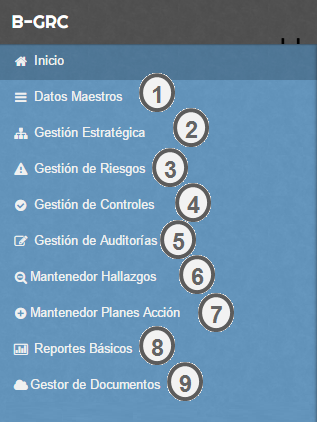 B-GRC
Inicio
Datos Maestros 1
Gestión Estratégica 2
Gestión de Riesgos 3
Gestión de Controles 4
Gestión de Auditorías 5
Mantenedor Hallazgos 6
Mantenedor Planes Acción 7
Reportes Básicos 8
Gestor de Documentos 9